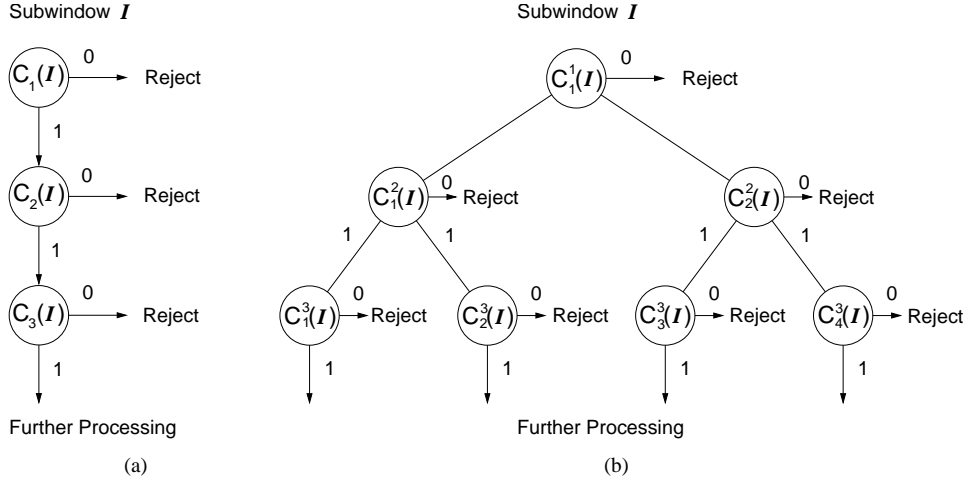 Subwindow I
Subwindow I
C₁(I) 0 Reject
1
C₂(I) 0 Reject
1
C₃(I) 0 Reject
1
Further Processing
(a)
C₁¹(I) 0 Reject
C₁²(I) 0 Reject
C₂²(I) 0 Reject
1 1 1 1
C₁³(I) 0 Reject
C₂³(I) 0 Reject
C₃³(I) 0 Reject
C₄³(I) 0 Reject
1 1 1 1
Further Processing
(b)